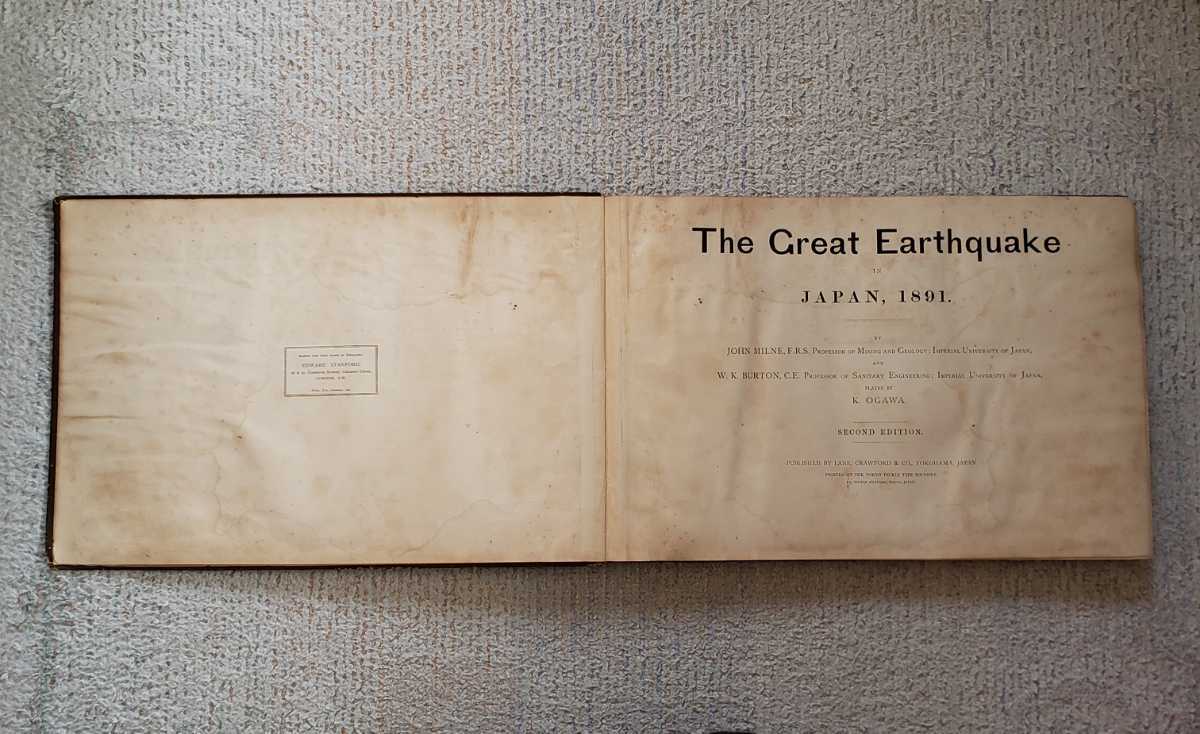 EDWARD STANFORD,
The Great Earthquake
IN
JAPAN, 1891.
BY
JOHN MILNE, F.R.S. PROFESSOR OF MINING AND GEOLOGY; IMPERIAL UNIVERSITY OF JAPAN,
AND
W. K. BURTON, C.E. PROFESSOR OF SANITARY ENGINEERING; IMPERIAL UNIVERSITY OF JAPAN,
PLATES BY
K. OGAWA.
SECOND EDITION.
PUBLISHED BY LANE, CRAWFORD & CO., YOKOHAMA, JAPAN